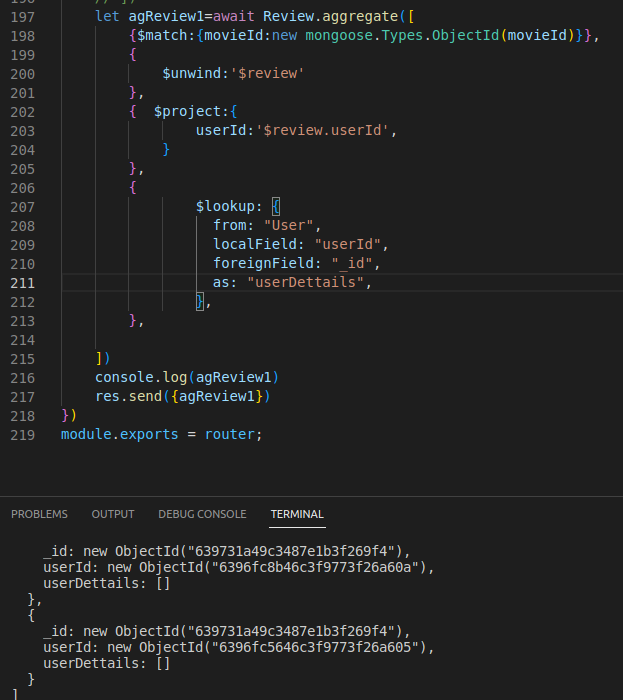 197 let agReview1=await Review.aggregate([
198 {$match:{movieId:new mongoose.Types.ObjectId(movieId)}},
199 {
200 $unwind:'$review'
201 },
202 { $project:{
203 userId:'$review.userId',
204 }
205 },
206 {
207 $lookup: {
208 from: "User",
209 localField: "userId",
210 foreignField: "_id",
211 as: "userDettails",
212 },
213 },
214
215 ])
216 console.log(agReview1)
217 res.send({agReview1})
218 })
219 module.exports = router;
PROBLEMS OUTPUT DEBUG CONSOLE TERMINAL
_id: new ObjectId("639731a49c3487e1b3f269f4"),
userId: new ObjectId("6396fc8b46c3f9773f26a60a"),
userDettails: []
},
{
_id: new ObjectId("639731a49c3487e1b3f269f4"),
userId: new ObjectId("6396fc5646c3f9773f26a605"),
userDettails: []
}
]